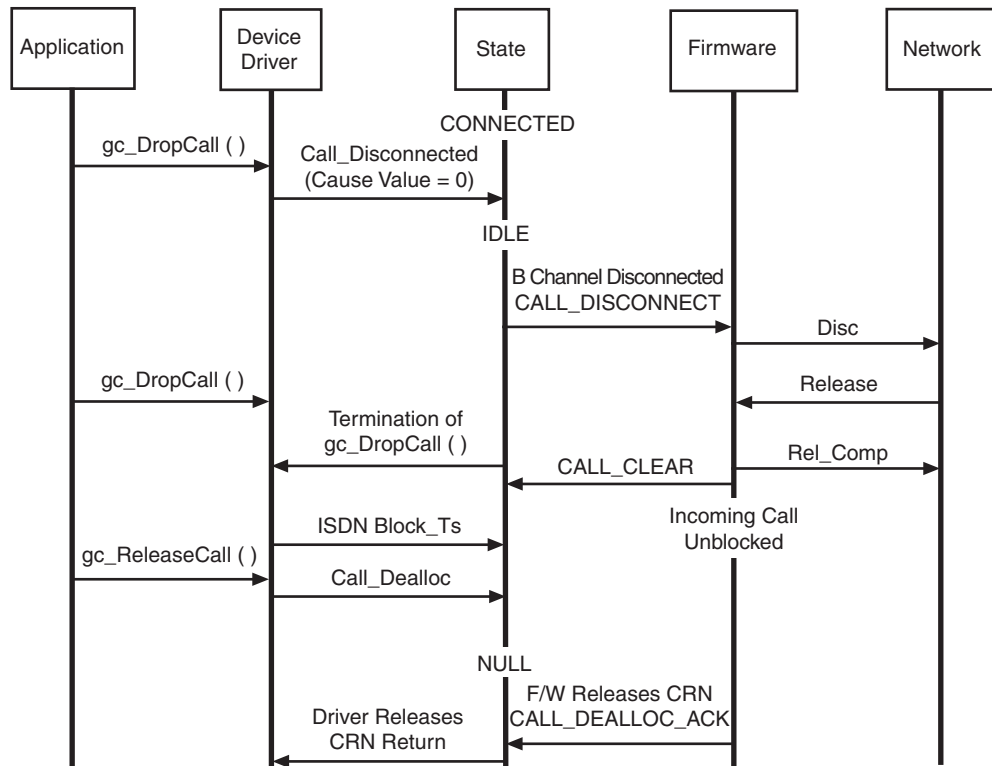 Application
Device
Driver
State
Firmware
Network
CONNECTED
gc_DropCall ( )
Call_Disconnected
(Cause Value = 0)
IDLE
B Channel Disconnected
CALL_DISCONNECT
Disc
gc_DropCall ( )
Release
Termination of
gc_DropCall ( )
Rel_Comp
CALL_CLEAR
Incoming Call
Unblocked
ISDN Block_Ts
gc_ReleaseCall ( )
Call_Dealloc
NULL
F/W Releases CRN
CALL_DEALLOC_ACK
Driver Releases
CRN Return